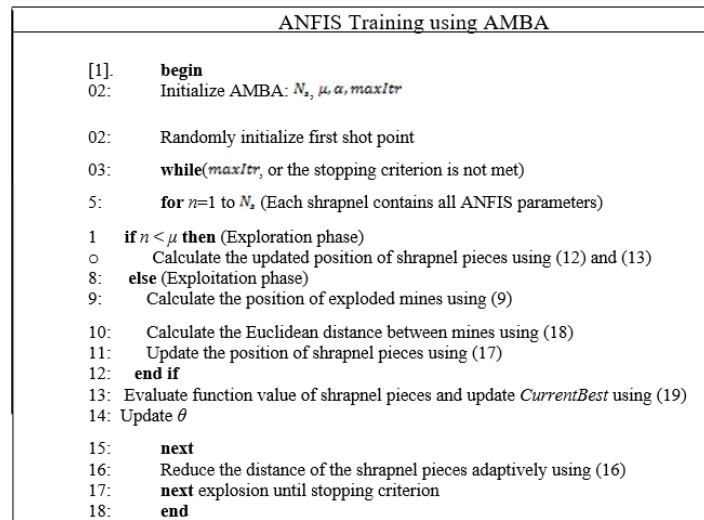 ANFIS Training using AMBA
[1]. begin
02: Initialize AMBA: Nₛ, μ, α, maxItr
02: Randomly initialize first shot point
03: while(maxItr, or the stopping criterion is not met)
5: for n=1 to Nₛ (Each shrapnel contains all ANFIS parameters)
1 if n < μ then (Exploration phase)
o Calculate the updated position of shrapnel pieces using (12) and (13)
8: else (Exploitation phase)
9: Calculate the position of exploded mines using (9)
10: Calculate the Euclidean distance between mines using (18)
11: Update the position of shrapnel pieces using (17)
12: end if
13: Evaluate function value of shrapnel pieces and update CurrentBest using (19)
14: Update θ
15: next
16: Reduce the distance of the shrapnel pieces adaptively using (16)
17: next explosion until stopping criterion
18: end